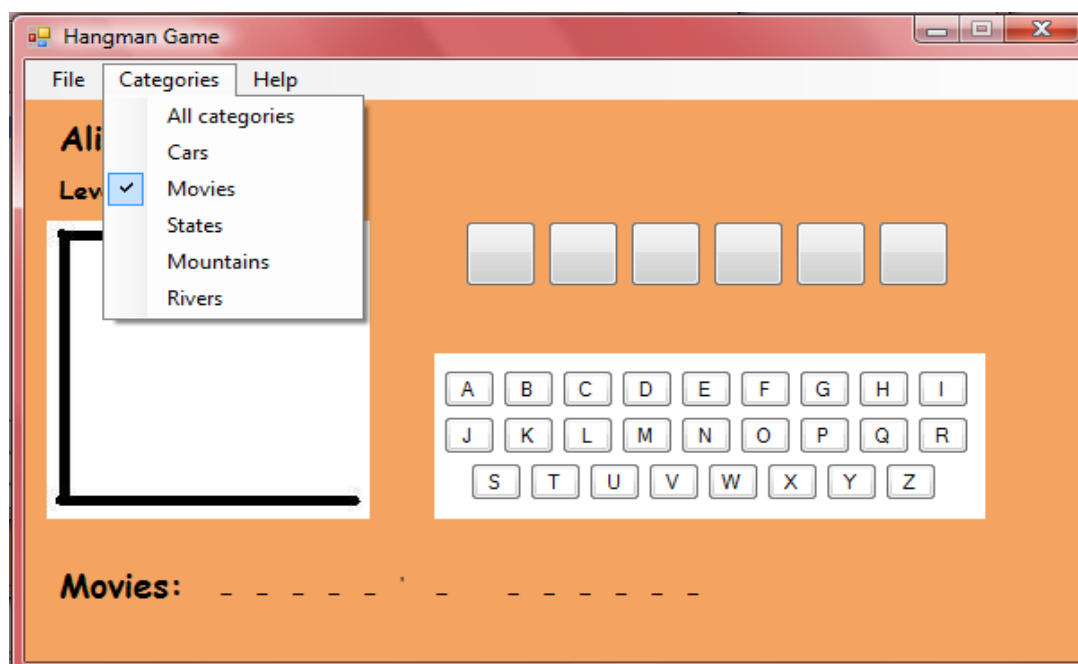 Hangman Game
File Categories Help
All categories
Cars
Movies
States
Mountains
Rivers
A B C D E F G H I
J K L M N O P Q R
S T U V W X Y Z
Movies: _ _ _ _ _ ' _ _ _ _ _ _ _